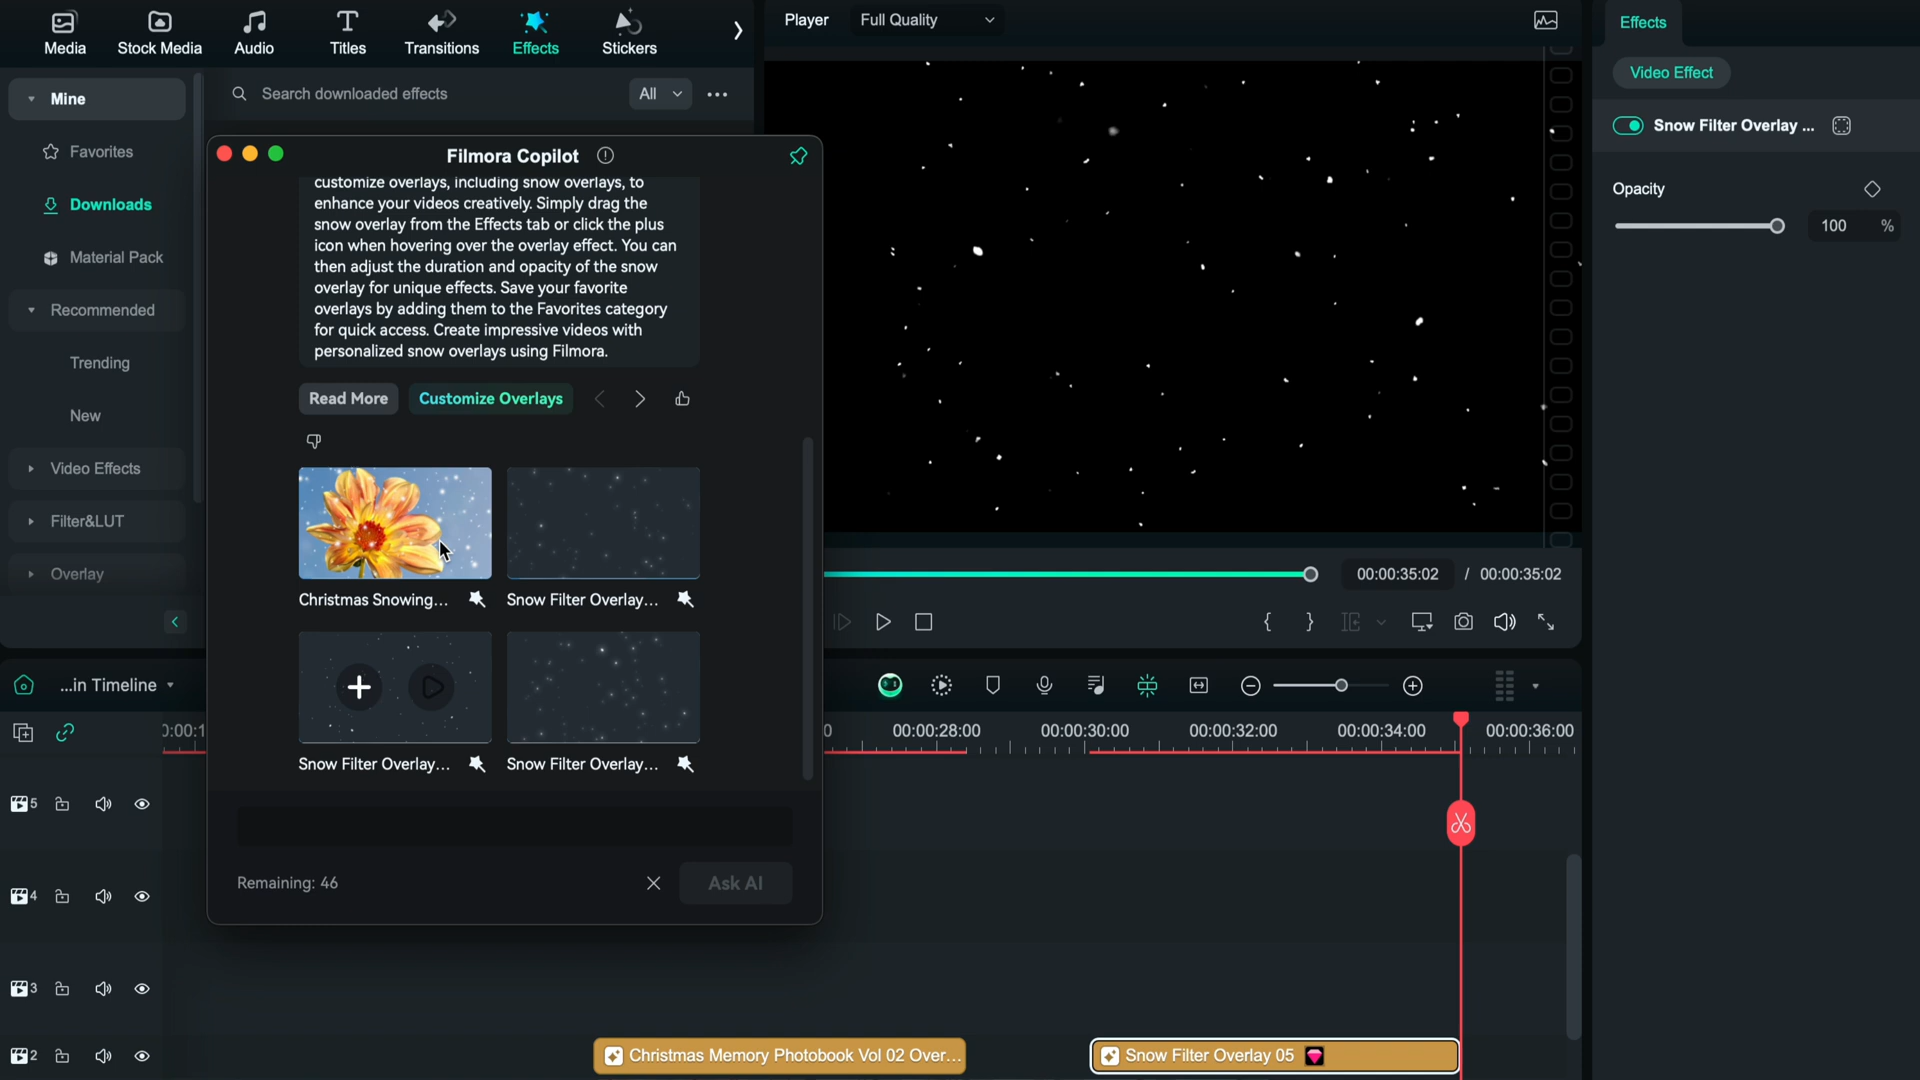 Media
Stock Media
Audio
Titles
Transitions
Effects
Stickers
Player
Full Quality
Effects
Mine
Search downloaded effects
All
Video Effect
Favorites
Downloads
Material Pack
Recommended
Trending
New
Video Effects
Filter&LUT
Overlay
Filmora Copilot
customize overlays, including snow overlays, to
enhance your videos creatively. Simply drag the
snow overlay from the Effects tab or click the plus
icon when hovering over the overlay effect. You can
then adjust the duration and opacity of the snow
overlay for unique effects. Save your favorite
overlays by adding them to the Favorites category
for quick access. Create impressive videos with
personalized snow overlays using Filmora.
Read More
Customize Overlays
Christmas Snowing...
Snow Filter Overlay...
Snow Filter Overlay...
Snow Filter Overlay...
Remaining: 46
Ask AI
Snow Filter Overlay ...
Opacity
100 %
00:00:35:02 / 00:00:35:02
...in Timeline
0:00:1
0
00:00:28:00
00:00:30:00
00:00:32:00
00:00:34:00
00:00:36:00
5
4
3
2
Christmas Memory Photobook Vol 02 Over...
Snow Filter Overlay 05